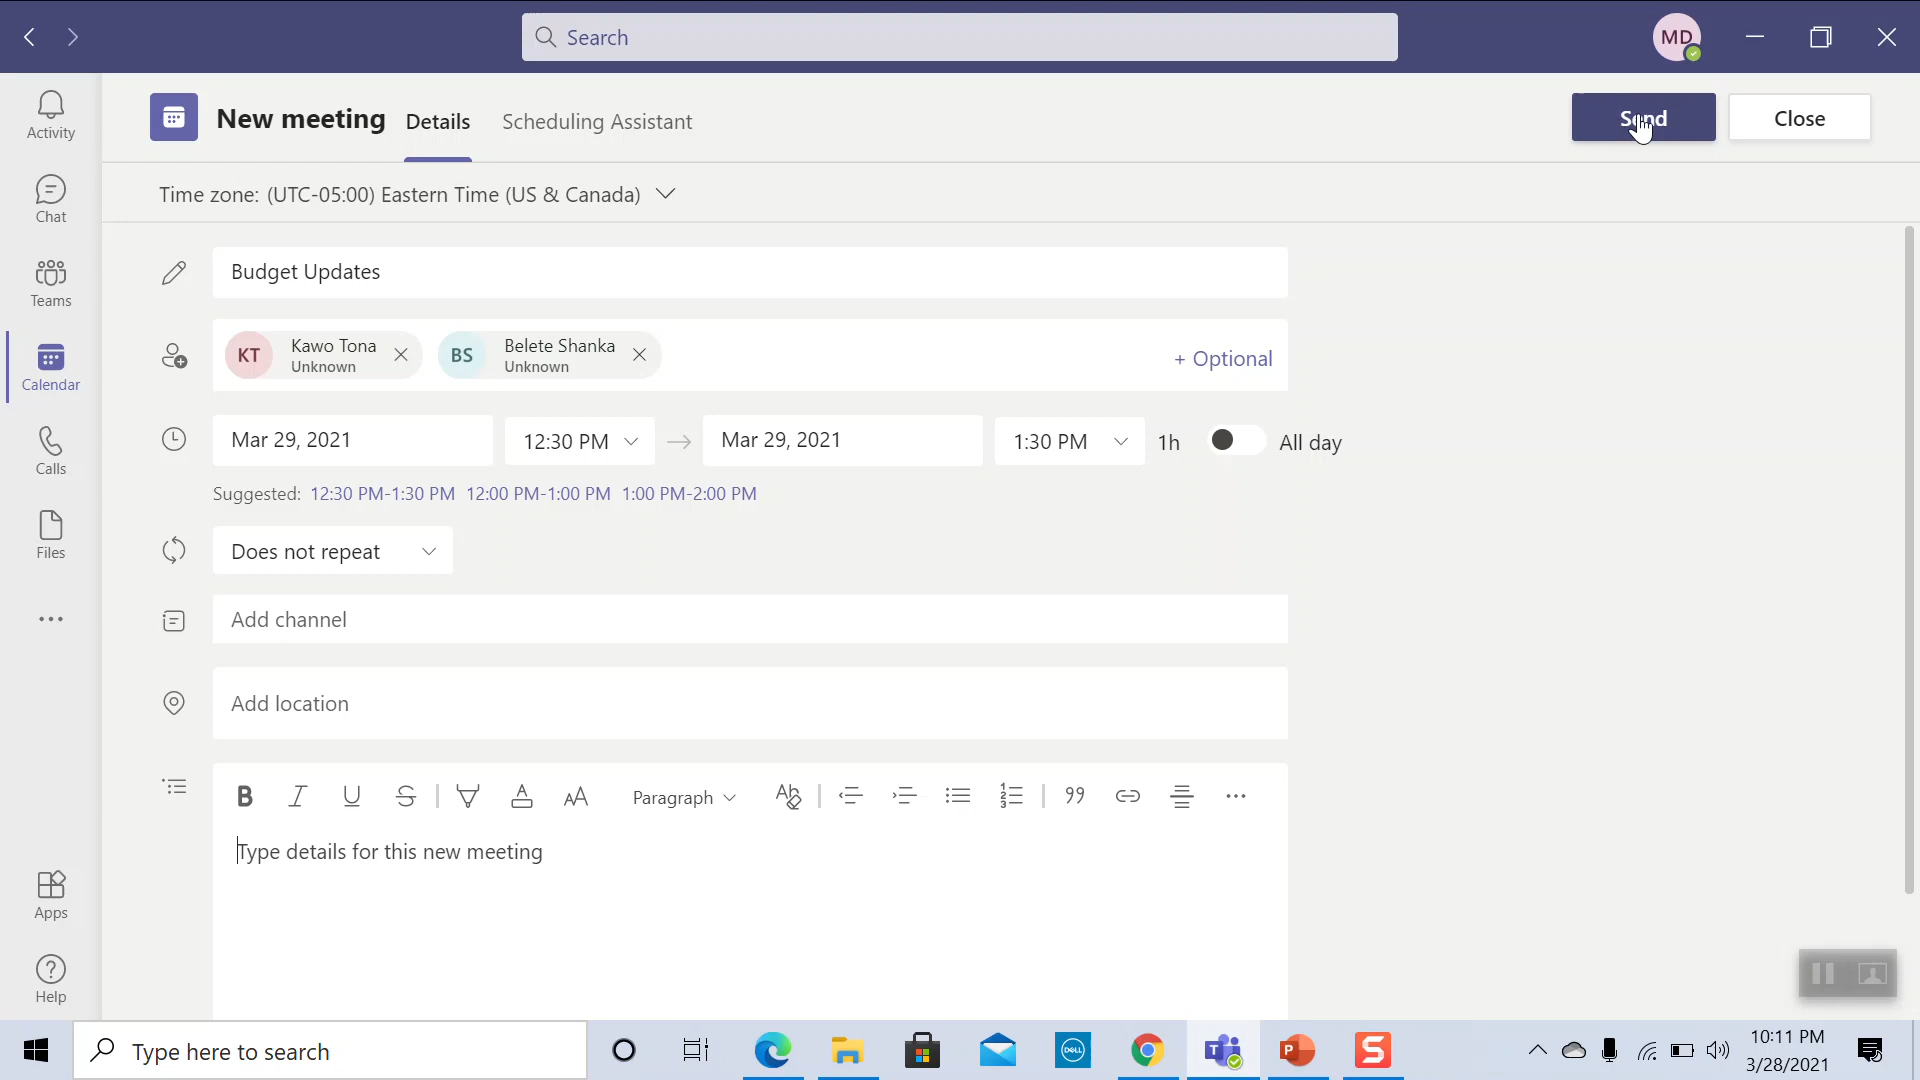 Search
MD
Activity
Chat
Teams
Calendar
Calls
Files
Apps
Help
New meeting
Details
Scheduling Assistant
Send
Close
Time zone: (UTC-05:00) Eastern Time (US & Canada)
Budget Updates
KT Kawo Tona
Unknown
BS Belete Shanka
Unknown
+ Optional
Mar 29, 2021 12:30 PM Mar 29, 2021 1:30 PM 1h All day
Suggested: 12:30 PM-1:30 PM 12:00 PM-1:00 PM 1:00 PM-2:00 PM
Does not repeat
Add channel
Add location
Paragraph
Type details for this new meeting
Type here to search
DELL
10:11 PM
3/28/2021